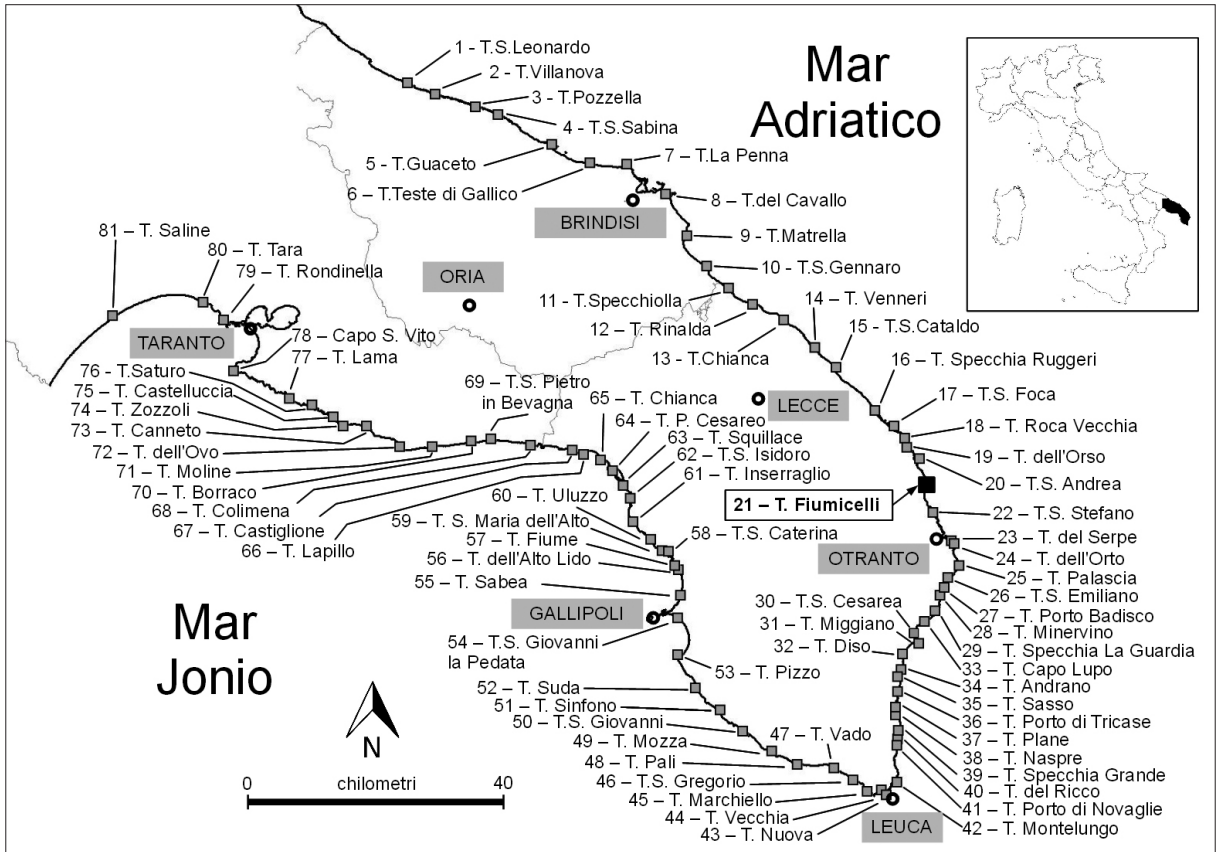 Mar
Adriatico
1 - T.S.Leonardo
2 - T.Villanova
3 - T.Pozzella
4 - T.S.Sabina
5 - T.Guaceto
6 – T.Teste di Gallico
7 – T.La Penna
BRINDISI
8 – T.del Cavallo
9 – T.Matrella
10 - T.S.Gennaro
11 - T.Specchiolla
12 – T. Rinalda
13 - T.Chianca
14 – T. Venneri
15 - T.S.Cataldo
16 – T. Specchia Ruggeri
17 – T.S. Foca
18 – T. Roca Vecchia
19 – T. dell'Orso
20 – T.S. Andrea
21 – T. Fiumicelli
22 – T.S. Stefano
23 – T. del Serpe
24 – T. dell'Orto
25 – T. Palascia
26 – T.S. Emiliano
27 – T. Porto Badisco
28 – T. Minervino
29 – T. Specchia La Guardia
30 – T.S. Cesarea
31 – T. Miggiano
32 – T. Diso
33 – T. Capo Lupo
34 – T. Andrano
35 – T. Sasso
36 – T. Porto di Tricase
37 – T. Plane
38 – T. Naspre
39 – T. Specchia Grande
40 – T. del Ricco
41 – T. Porto di Novaglie
42 – T. Montelungo
ORIA
LECCE
OTRANTO
81 – T. Saline
80 – T. Tara
79 – T. Rondinella
TARANTO
78 – Capo S. Vito
77 – T. Lama
76 - T.Saturo
75 – T. Castelluccia
74 – T. Zozzoli
73 – T. Canneto
72 – T. dell'Ovo
71 – T. Moline
70 – T. Borraco
69 – T.S. Pietro
in Bevagna
68 – T. Colimena
67 – T. Castiglione
66 – T. Lapillo
65 – T. Chianca
64 – T. P. Cesareo
63 – T. Squillace
62 – T.S. Isidoro
61 – T. Inserraglio
60 – T. Uluzzo
59 – T. S. Maria dell'Alto
58 – T.S. Caterina
57 – T. Fiume
56 – T. dell'Alto Lido
55 – T. Sabea
GALLIPOLI
54 – T.S. Giovanni
la Pedata
53 – T. Pizzo
52 – T. Suda
51 – T. Sinfono
50 – T.S. Giovanni
49 – T. Mozza
48 – T. Pali
47 – T. Vado
46 – T.S. Gregorio
45 – T. Marchiello
44 – T. Vecchia
43 – T. Nuova
LEUCA
Mar
Jonio
N
0 chilometri 40